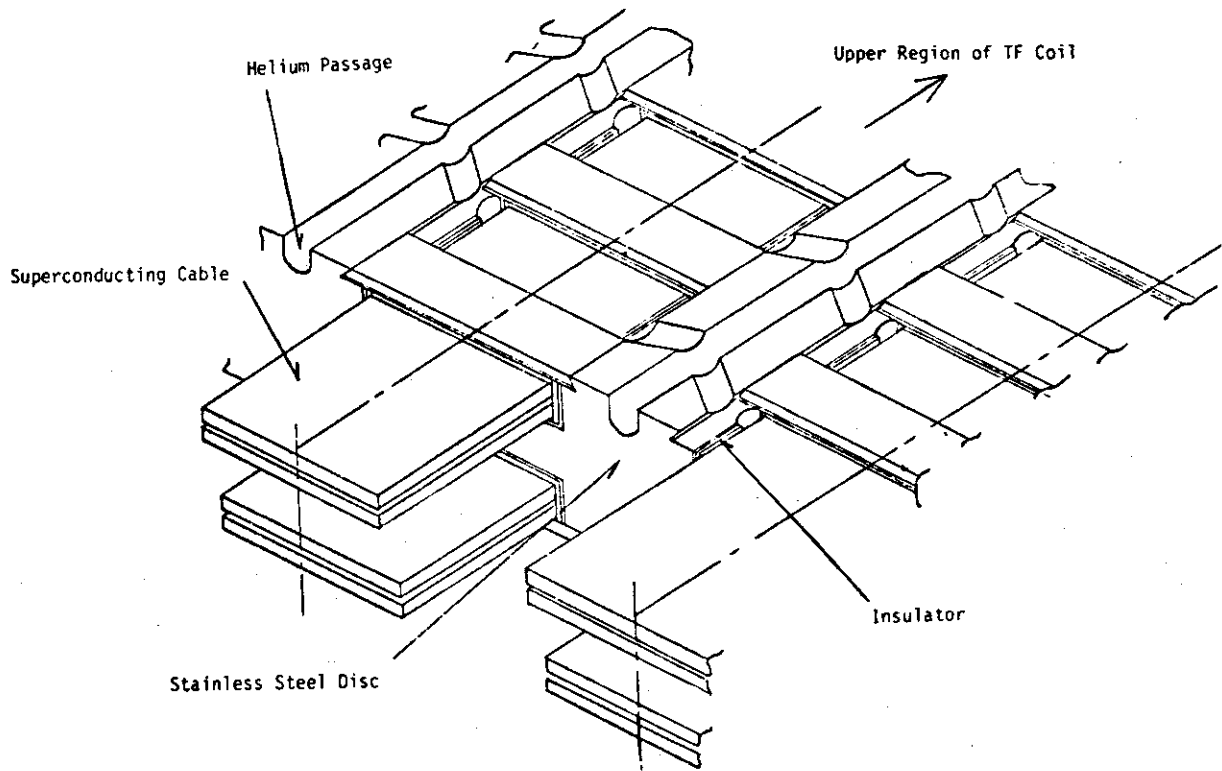 Upper Region of TF Coil
Helium Passage
Superconducting Cable
Insulator
Stainless Steel Disc